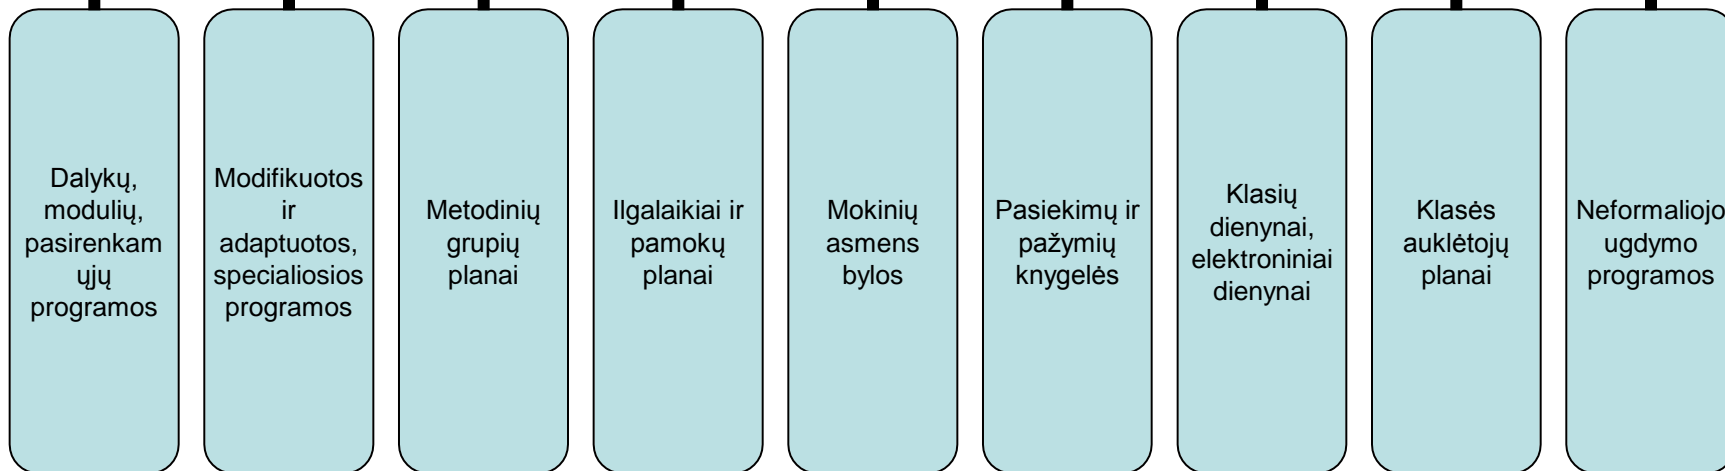 Dalykų,
modulių,
pasirenkam
ųjų
programos
Modifikuotos
ir
adaptuotos,
specialiosios
programos
Metodinių
grupių
planai
Ilgalaikiai ir
pamokų
planai
Mokinių
asmens
bylos
Pasiekimų ir
pažymių
knygelės
Klasių
dienynai,
elektroniniai
dienynai
Klasės
auklėtojų
planai
Neformaliojo
ugdymo
programos